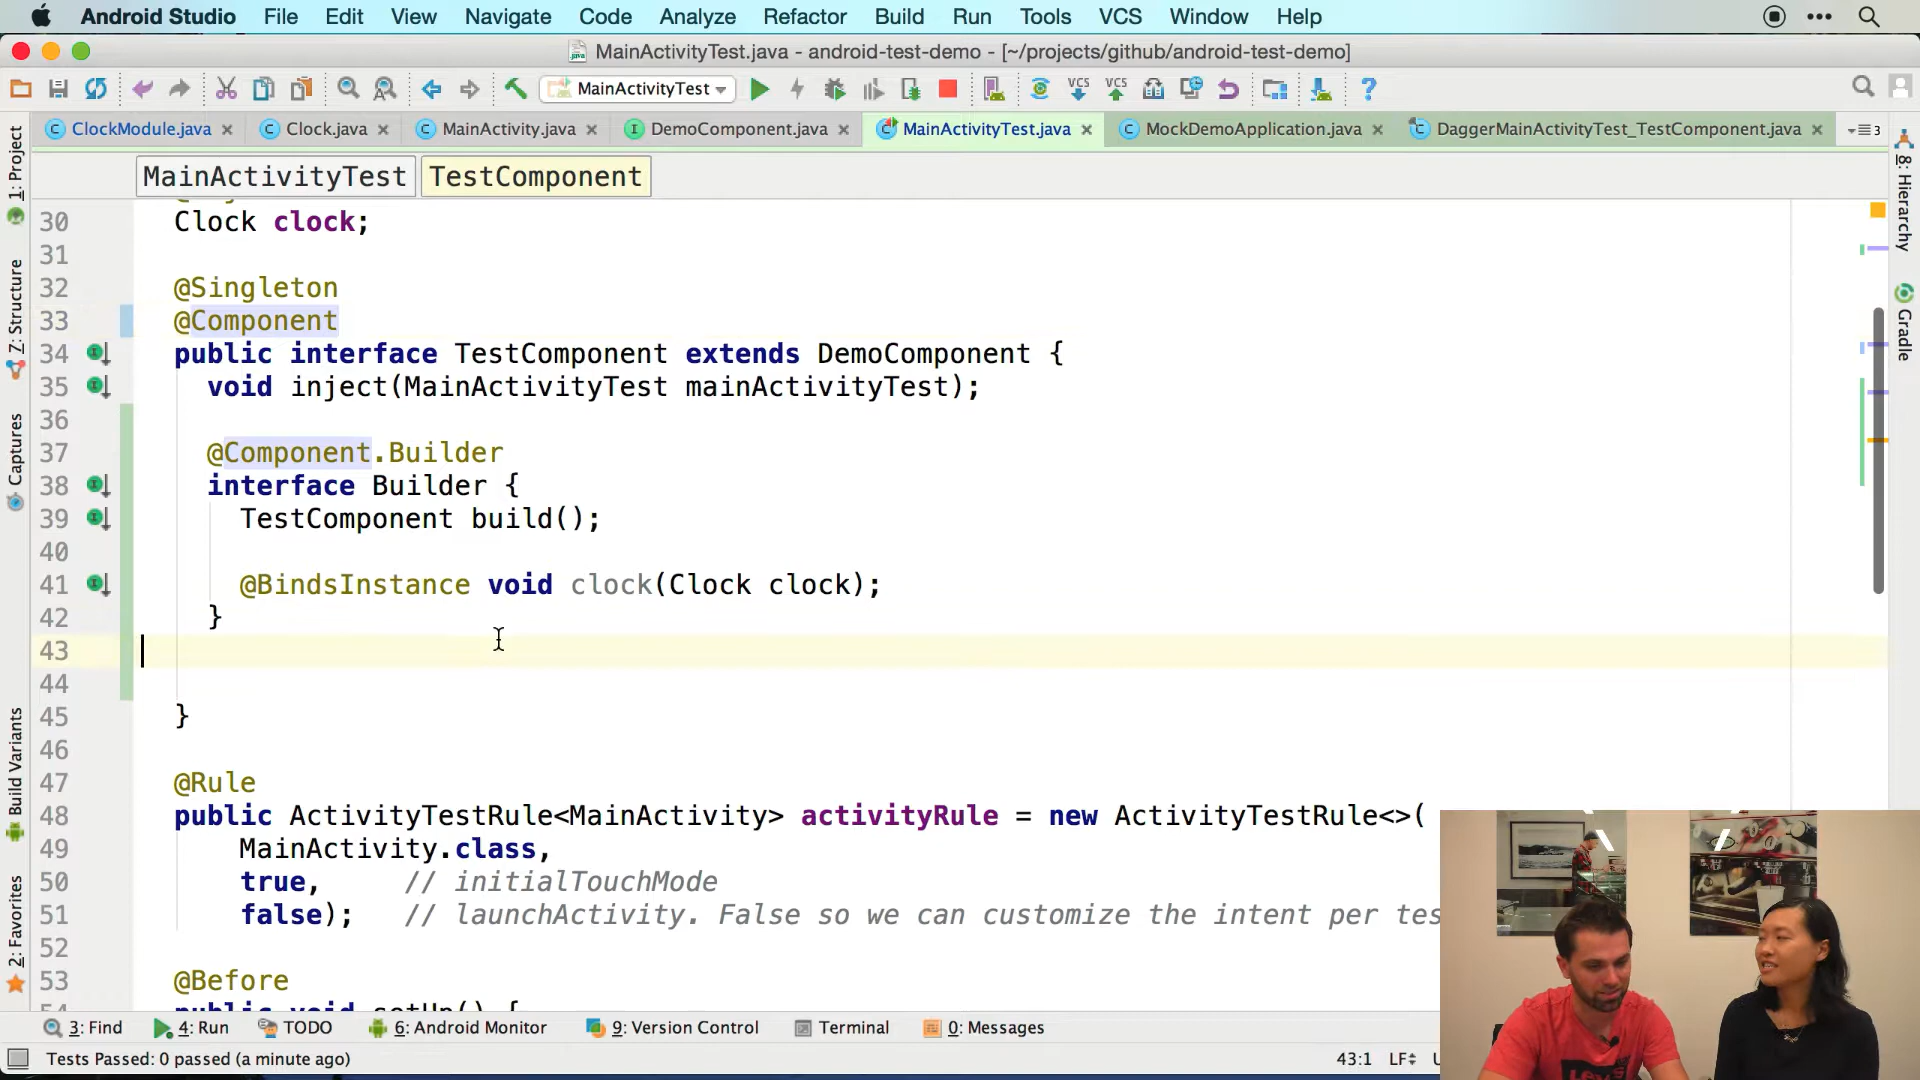 Android Studio File Edit View Navigate Code Analyze Refactor Build Run Tools VCS Window Help
MainActivityTest.java - android-test-demo - [~/projects/github/android-test-demo]
MainActivityTest
VCS VCS
ClockModule.java Clock.java MainActivity.java DemoComponent.java MainActivityTest.java MockDemoApplication.java DaggerMainActivityTest_TestComponent.java
MainActivityTest TestComponent
1: Project
7: Structure
Captures
Build Variants
2: Favorites
8: Hierarchy
Gradle
30 Clock clock;
31
32 @Singleton
33 @Component
34 public interface TestComponent extends DemoComponent {
35 void inject(MainActivityTest mainActivityTest);
36
37 @Component.Builder
38 interface Builder {
39 TestComponent build();
40
41 @BindsInstance void clock(Clock clock);
42 }
43
44
45 }
46
47 @Rule
48 public ActivityTestRule<MainActivity> activityRule = new ActivityTestRule<>(
49 MainActivity.class,
50 true, // initialTouchMode
51 false); // launchActivity. False so we can customize the intent per tes
52
53 @Before
public void setUp() {
3: Find 4: Run TODO 6: Android Monitor 9: Version Control Terminal 0: Messages
Tests Passed: 0 passed (a minute ago) 43:1 LF